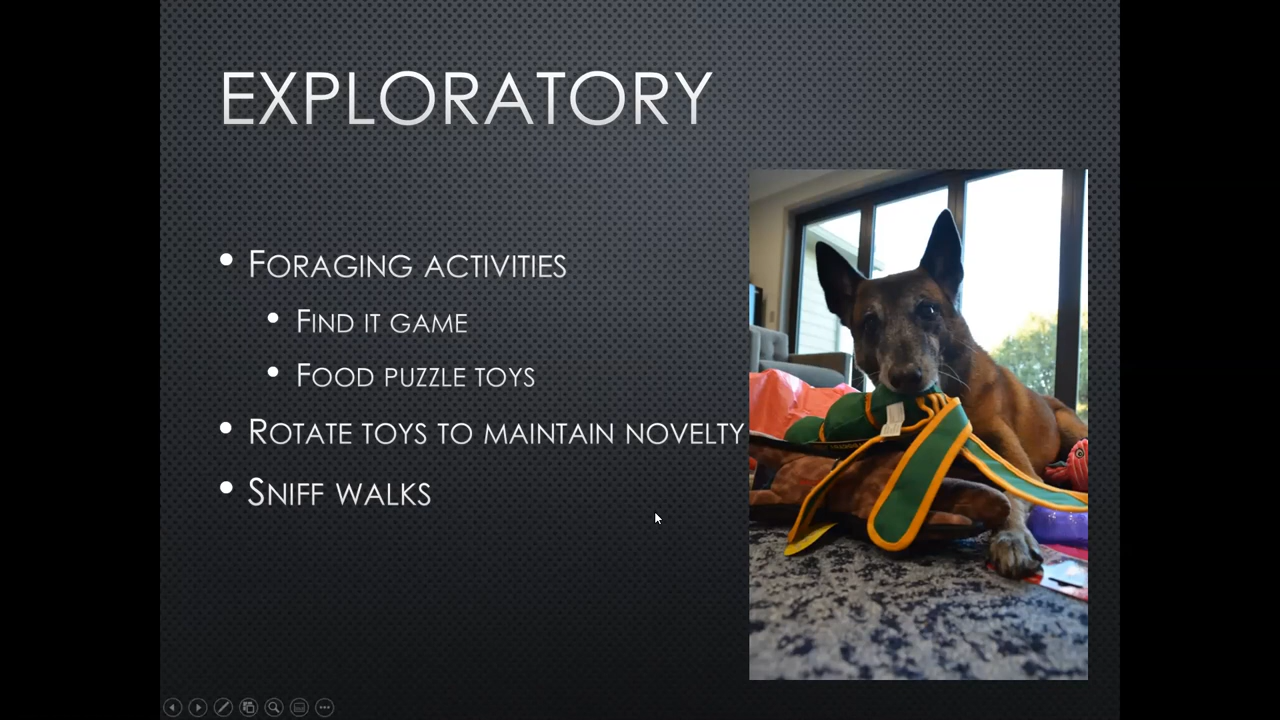 EXPLORATORY
FORAGING ACTIVITIES
FIND IT GAME
FOOD PUZZLE TOYS
ROTATE TOYS TO MAINTAIN NOVELTY
SNIFF WALKS